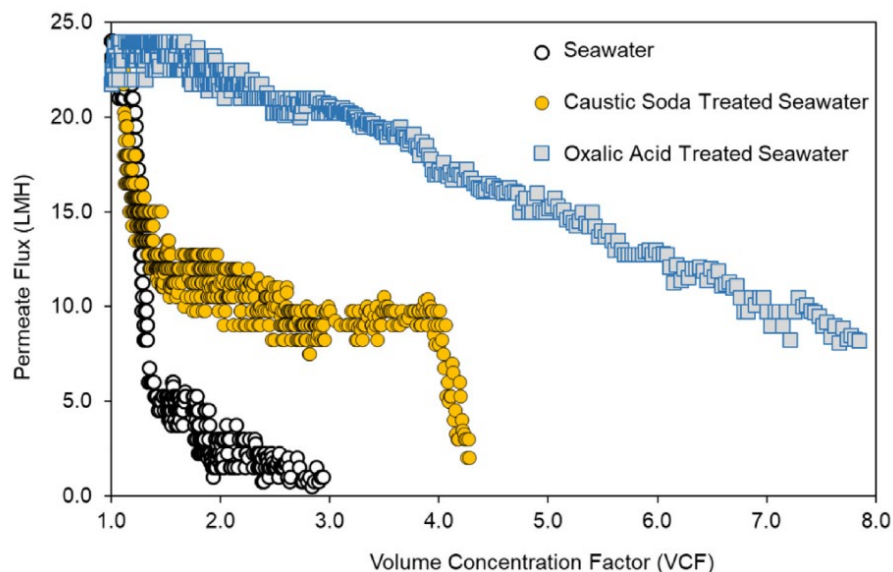 25.0
20.0
15.0
10.0
5.0
0.0
Permeate Flux (LMH)
Seawater
Caustic Soda Treated Seawater
Oxalic Acid Treated Seawater
1.0 2.0 3.0 4.0 5.0 6.0 7.0 8.0
Volume Concentration Factor (VCF)